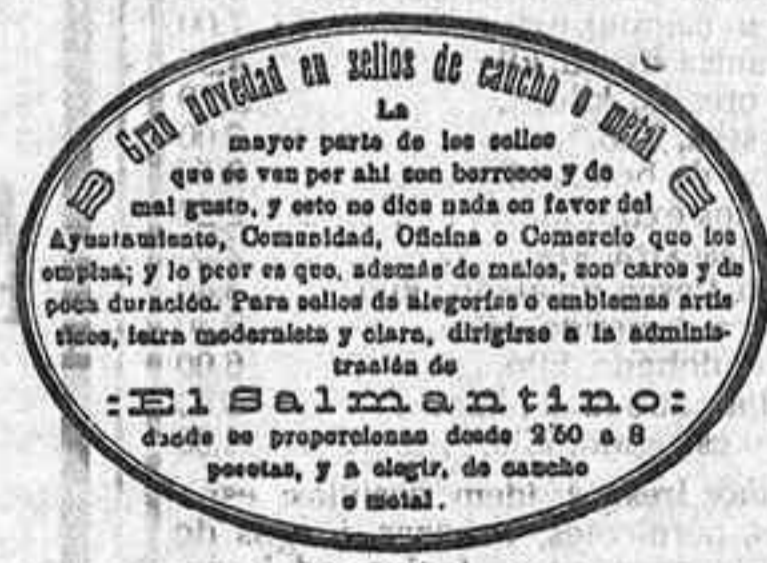 Gran novedad en sellos de caucho o metal
La
mayor parte de los sellos
que se ven por ahí son borrosos y de
mal gusto, y esto no dice nada en favor del
Ayuntamiento, Comunidad, Oficina o Comercio que los
emplea; y lo peor es que, además de malos, son caros y de
poca duración. Para sellos de alegorías o emblemas artís-
ticos, letra modernista y clara, dirigirse a la adminis-
tración de
:El Salmantino:
donde se proporcionan desde 2'50 a 8
pesetas, y a elegir, de caucho
o metal.